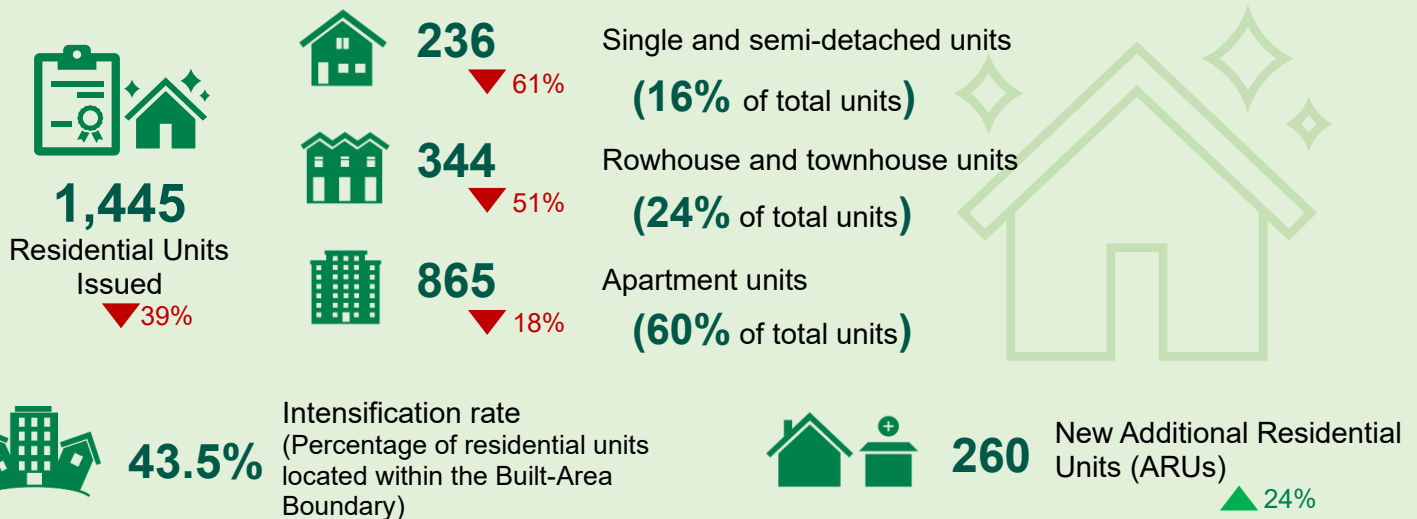 1,445
Residential Units
Issued
39%
236
61%
Single and semi-detached units
(16% of total units)
344
51%
Rowhouse and townhouse units
(24% of total units)
865
18%
Apartment units
(60% of total units)
43.5%
Intensification rate
(Percentage of residential units
located within the Built-Area
Boundary)
260
New Additional Residential
Units (ARUs)
24%